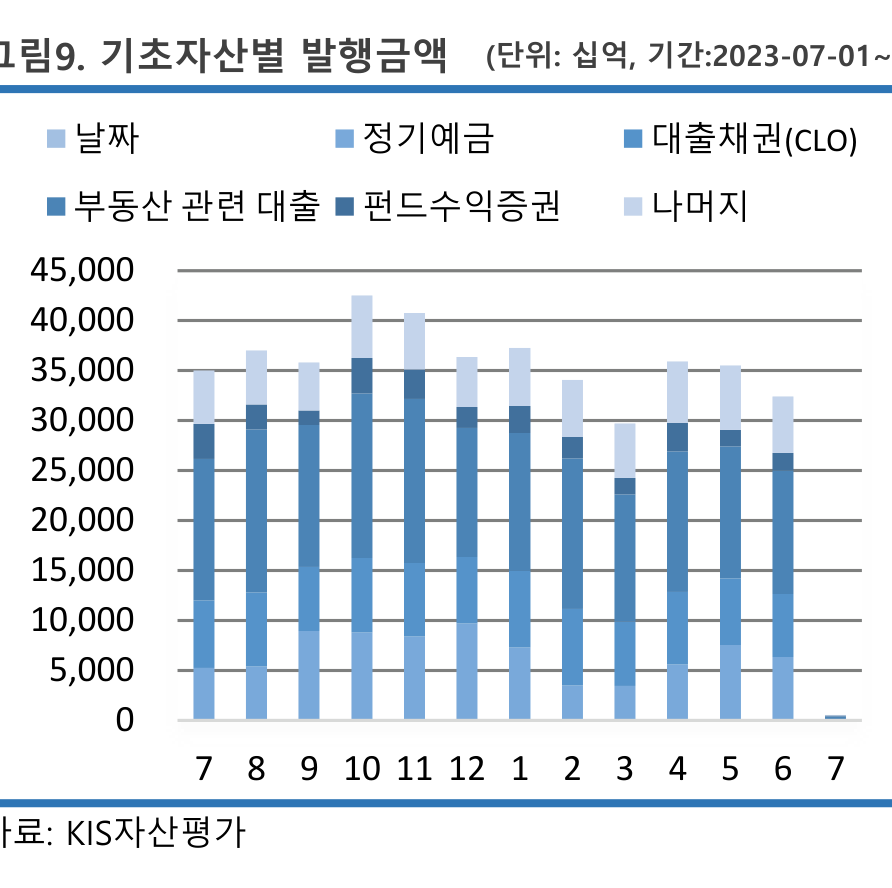 그림9. 기초자산별 발행금액 (단위: 십억, 기간:2023-07-01~
날짜 정기예금 대출채권(CLO)
부동산 관련 대출 펀드수익증권 나머지
45,000
40,000
35,000
30,000
25,000
20,000
15,000
10,000
5,000
0
7 8 9 10 11 12 1 2 3 4 5 6 7
자료: KIS자산평가